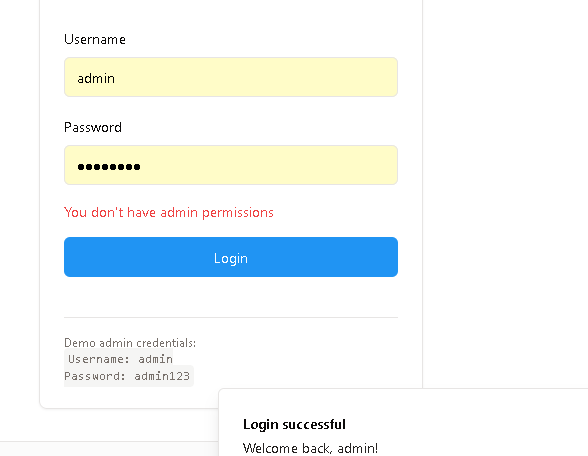 Username
admin
Password
●●●●●●●●
You don't have admin permissions
Login
Demo admin credentials:
Username: admin
Password: admin123
Login successful
Welcome back, admin!